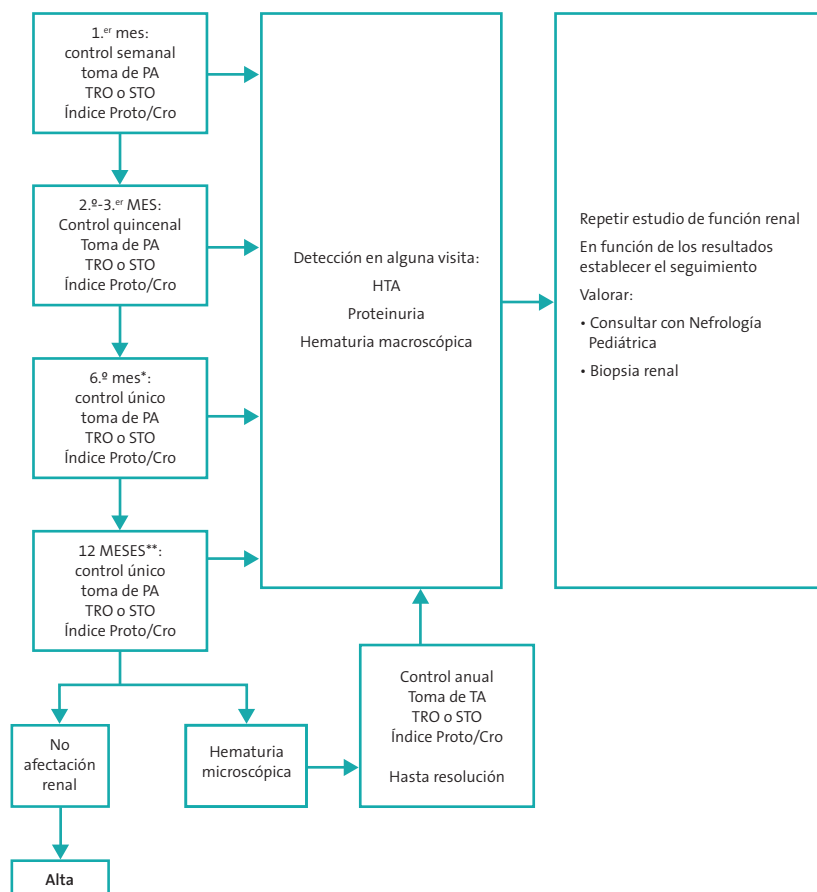 1.er mes:
control semanal
toma de PA
TRO o STO
Índice Proto/Cro
2.º-3.er MES:
Control quincenal
Toma de PA
TRO o STO
Índice Proto/Cro
6.º mes*:
control único
toma de PA
TRO o STO
Índice Proto/Cro
12 MESES**:
control único
toma de PA
TRO o STO
Índice Proto/Cro
No
afectación
renal
Alta
Hematuria
microscópica
Control anual
Toma de TA
TRO o STO
Índice Proto/Cro
Hasta resolución
Detección en alguna visita:
HTA
Proteinuria
Hematuria macroscópica
Repetir estudio de función renal
En función de los resultados
establecer el seguimiento
Valorar:
• Consultar con Nefrología
Pediátrica
• Biopsia renal